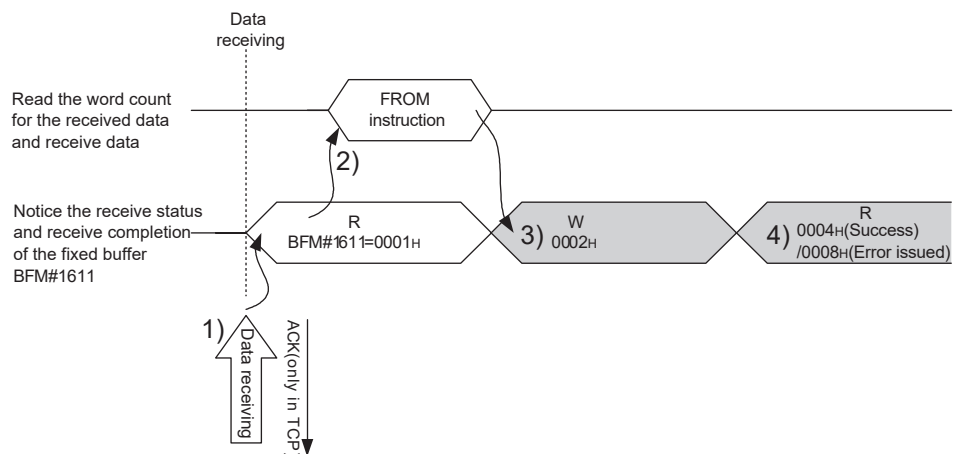 Data
receiving
Read the word count
for the received data
and receive data
FROM
instruction
2)
Notice the receive status
and receive completion
of the fixed buffer
BFM#1611
R
BFM#1611=0001H
3)
W
0002H
4)
R
0004H(Success)
/0008H(Error issued)
1)
Data receiving
ACK(only in TCP)